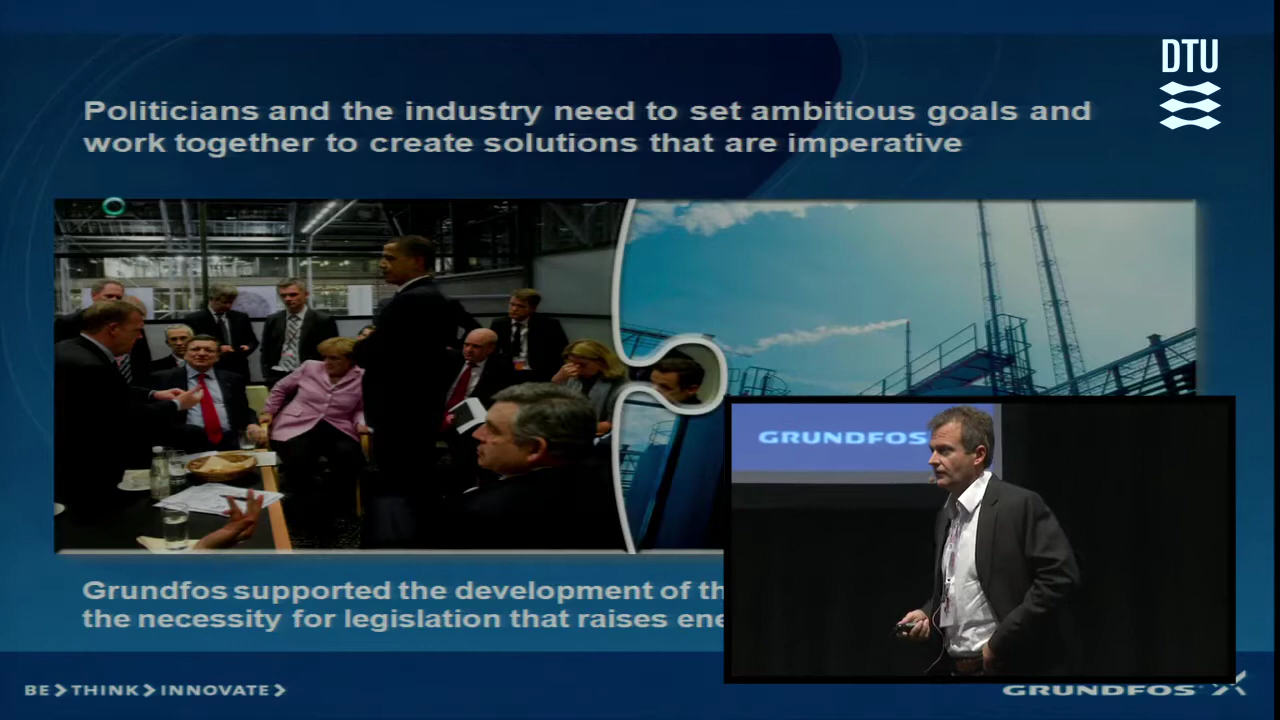 DTU
Politicians and the industry need to set ambitious goals and
work together to create solutions that are imperative
GRUNDFOS
Grundfos supported the development of th
the necessity for legislation that raises ene
BE > THINK > INNOVATE >
GRUNDFOS